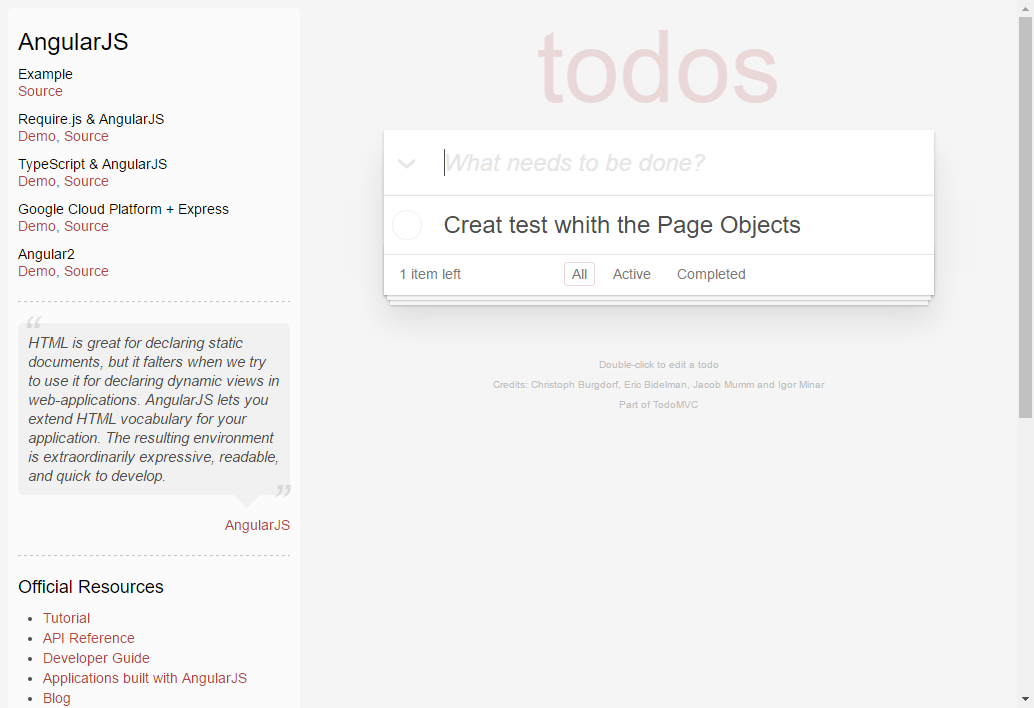 AngularJS
Example
Source
Require.js & AngularJS
Demo, Source
TypeScript & AngularJS
Demo, Source
Google Cloud Platform + Express
Demo, Source
Angular2
Demo, Source
“
HTML is great for declaring static
documents, but it falters when we try
to use it for declaring dynamic views in
web-applications. AngularJS lets you
extend HTML vocabulary for your
application. The resulting environment
is extraordinarily expressive, readable,
and quick to develop.
”
AngularJS
Official Resources
• Tutorial
• API Reference
• Developer Guide
• Applications built with AngularJS
• Blog
todos
What needs to be done?
Creat test whith the Page Objects
1 item left All Active Completed
Double-click to edit a todo
Credits: Christoph Burgdorf, Eric Bidelman, Jacob Mumm and Igor Minar
Part of TodoMVC